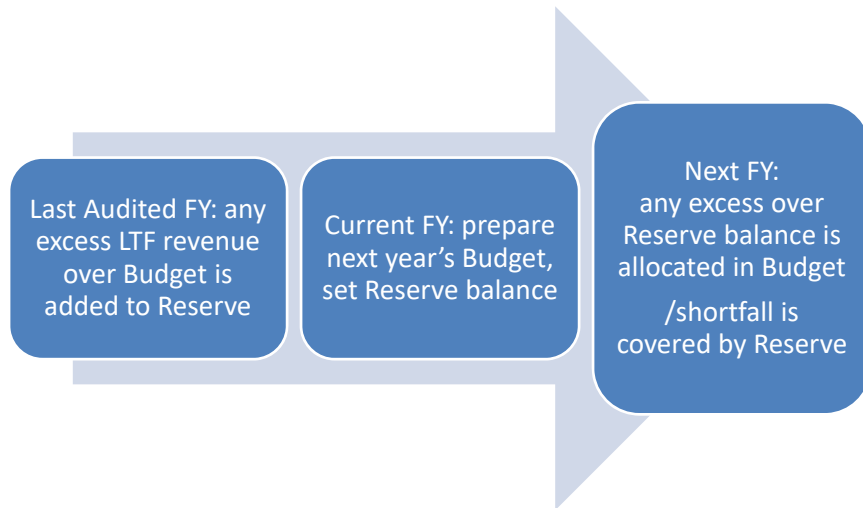 Last Audited FY: any
excess LTF revenue
over Budget is
added to Reserve
Current FY: prepare
next year’s Budget,
set Reserve balance
Next FY:
any excess over
Reserve balance is
allocated in Budget
/shortfall is
covered by Reserve